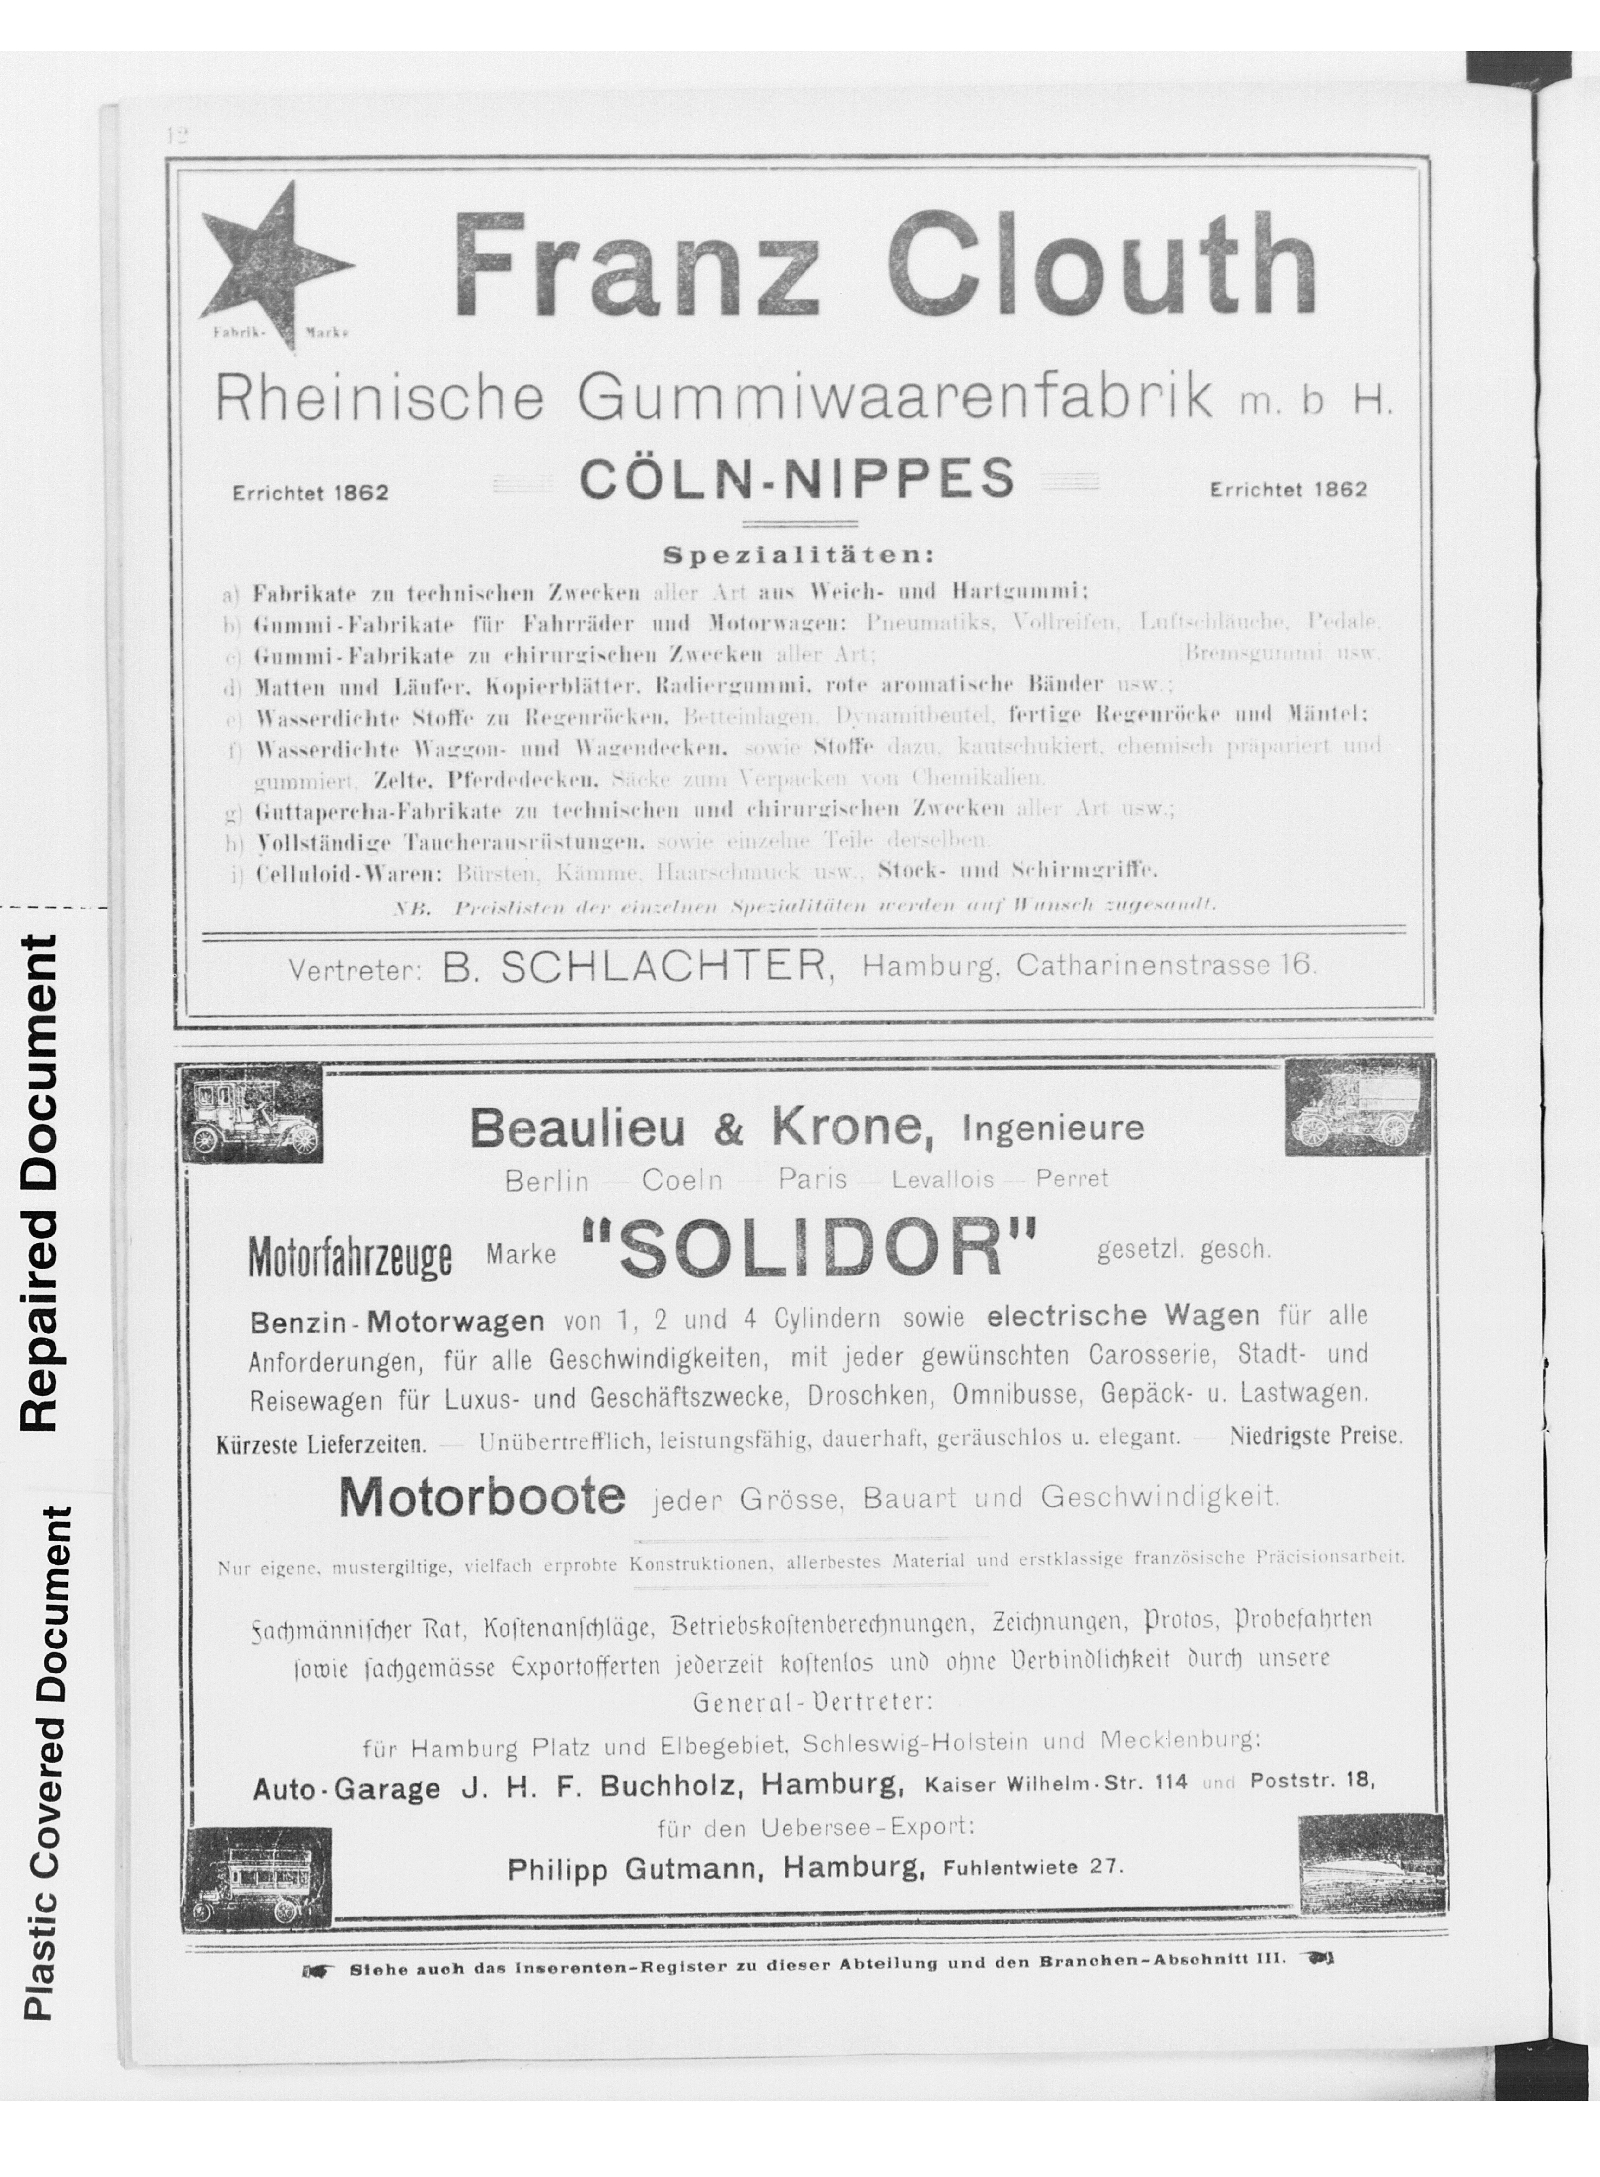 12
Franz Clouth
Fabrik- Marke
Rheinische Gummiwaarenfabrik m. b H.
Errichtet 1862 CÖLN-NIPPES Errichtet 1862
Spezialitäten:
a) Fabrikate zu technischen Zwecken aller Art aus Weich- und Hartgummi;
b) Gummi-Fabrikate für Fahrräder und Motorwagen: Pneumatiks, Vollreifen, Luftschläuche, Pedale,
c) Gummi-Fabrikate zu chirurgischen Zwecken aller Art; Bremsgummi usw.
d) Matten und Läufer, Kopierblätter, Radiergummi, rote aromatische Bänder usw.;
e) Wasserdichte Stoffe zu Regenröcken, Betteinlagen, Dynamitbeutel, fertige Regenröcke und Mäntel;
f) Wasserdichte Waggon- und Wagendecken, sowie Stoffe dazu, kautschukiert, chemisch präpariert und
gummiert, Zelte, Pferdedecken, Säcke zum Verpacken von Chemikalien.
g) Guttapercha-Fabrikate zu technischen und chirurgischen Zwecken aller Art usw.;
h) Vollständige Taucherausrüstungen, sowie einzelne Teile derselben.
i) Celluloid-Waren: Bürsten, Kämme, Haarschmuck usw., Stock- und Schirmgriffe.
NB. Preislisten der einzelnen Spezialitäten werden auf Wunsch zugesandt.
Vertreter: B. SCHLACHTER, Hamburg, Catharinenstrasse 16.
Beaulieu & Krone, Ingenieure
Berlin — Coeln — Paris — Levallois — Perret
Motorfahrzeuge Marke "SOLIDOR" gesetzl. gesch.
Benzin-Motorwagen von 1, 2 und 4 Cylindern sowie electrische Wagen für alle
Anforderungen, für alle Geschwindigkeiten, mit jeder gewünschten Carosserie, Stadt- und
Reisewagen für Luxus- und Geschäftszwecke, Droschken, Omnibusse, Gepäck- u. Lastwagen.
Kürzeste Lieferzeiten. — Unübertrefflich, leistungsfähig, dauerhaft, geräuschlos u. elegant. — Niedrigste Preise.
Motorboote jeder Grösse, Bauart und Geschwindigkeit.
Nur eigene, mustergiltige, vielfach erprobte Konstruktionen, allerbestes Material und erstklassige französische Präcisionsarbeit.
Fachmänniſcher Rat, Koſtenanſchläge, Betriebskoſtenberechnungen, Zeichnungen, Protos, Probefahrten
ſowie ſachgemässe Exportofferten jederzeit koſtenlos und ohne Verbindlichkeit durch unsere
General-Vertreter:
für Hamburg Platz und Elbegebiet, Schleswig-Holstein und Mecklenburg:
Auto-Garage J. H. F. Buchholz, Hamburg, Kaiser Wilhelm-Str. 114 und Poststr. 18,
für den Uebersee-Export:
Philipp Gutmann, Hamburg, Fuhlentwiete 27.
Siehe auch das Inserenten-Register zu dieser Abteilung und den Branchen-Abschnitt III.
Plastic Covered Document Repaired Document